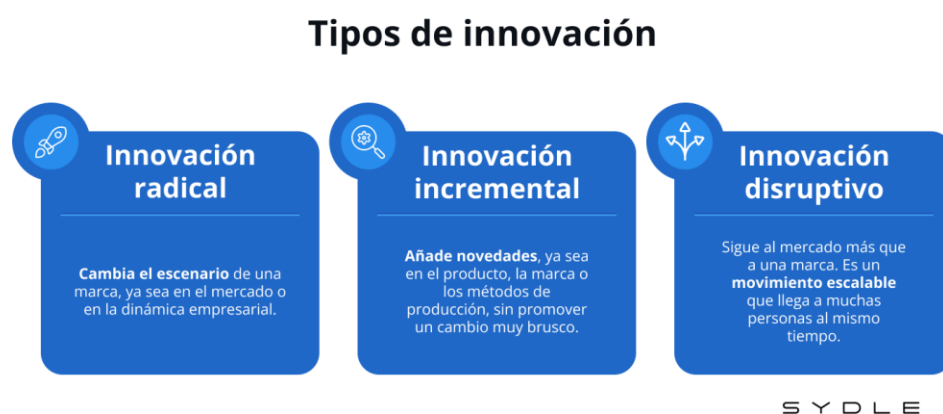 Tipos de innovación
Innovación
radical
Cambia el escenario de una
marca, ya sea en el mercado o
en la dinámica empresarial.
Innovación
incremental
Añade novedades, ya sea
en el producto, la marca o
los métodos de
producción, sin promover
un cambio muy brusco.
Innovación
disruptivo
Sigue al mercado más que
a una marca. Es un
movimiento escalable
que llega a muchas
personas al mismo
tiempo.
SYDLE